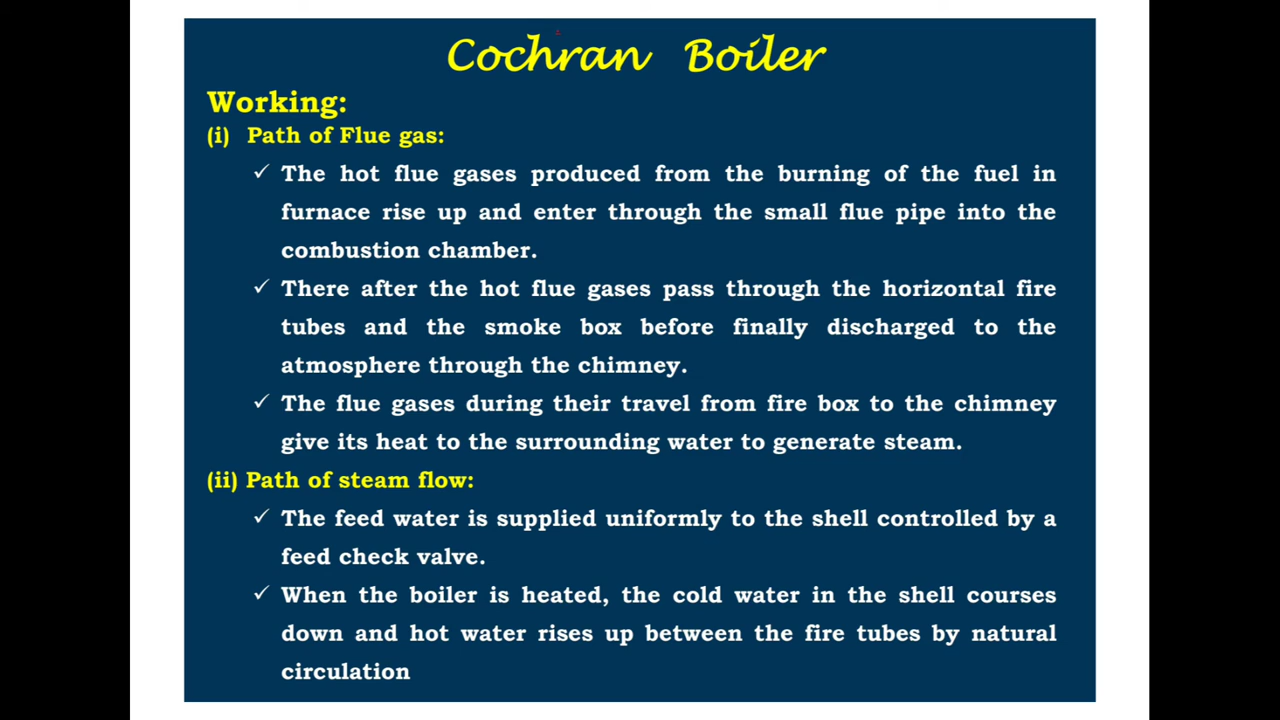 Cochran Boiler
Working:
(i) Path of Flue gas:
✓ The hot flue gases produced from the burning of the fuel in
furnace rise up and enter through the small flue pipe into the
combustion chamber.
✓ There after the hot flue gases pass through the horizontal fire
tubes and the smoke box before finally discharged to the
atmosphere through the chimney.
✓ The flue gases during their travel from fire box to the chimney
give its heat to the surrounding water to generate steam.
(ii) Path of steam flow:
✓ The feed water is supplied uniformly to the shell controlled by a
feed check valve.
✓ When the boiler is heated, the cold water in the shell courses
down and hot water rises up between the fire tubes by natural
circulation